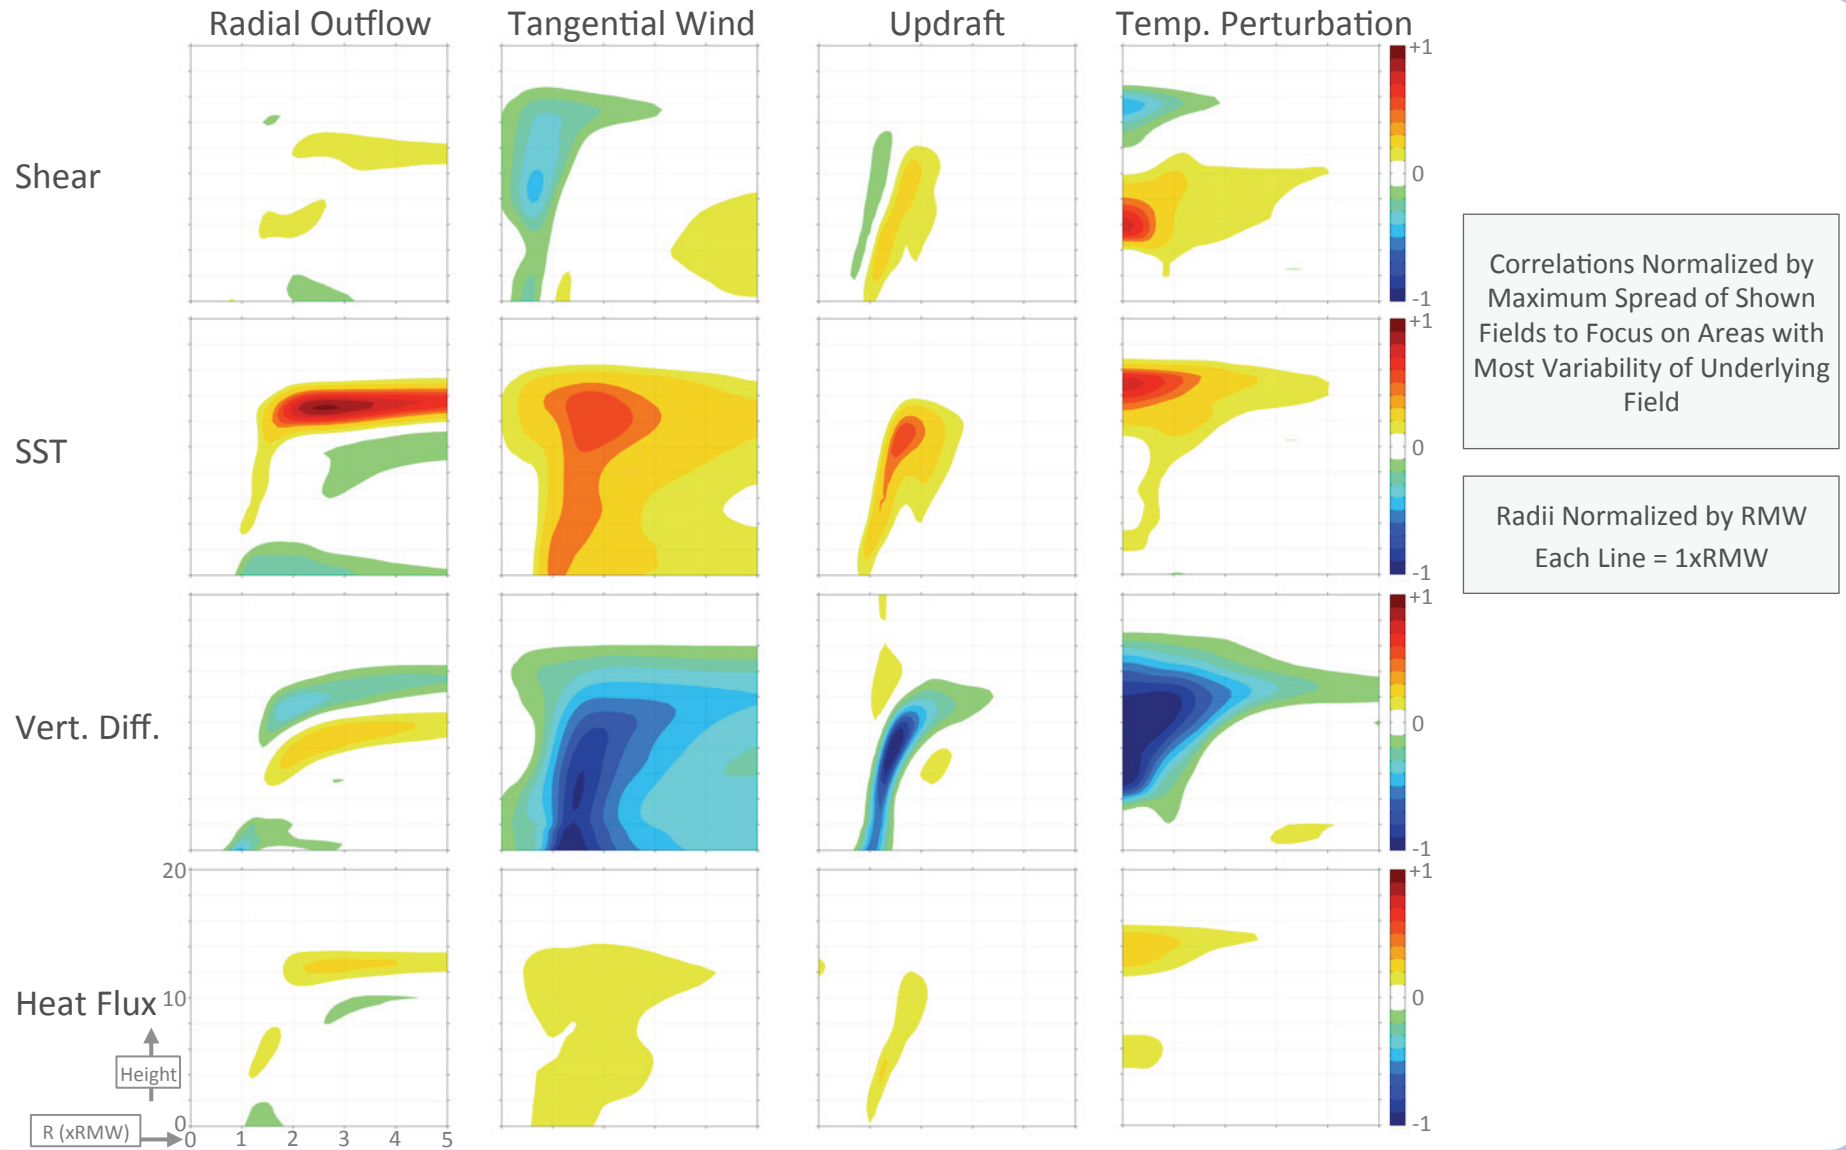 Radial Outflow Tangential Wind Updraft Temp. Perturbation
+1
Shear 0
-1
+1
SST 0
-1
+1
Vert. Diff. 0
-1
20 +1
Heat Flux 10 0
Height
0 -1
R (xRMW) 0 1 2 3 4 5
Correlations Normalized by
Maximum Spread of Shown
Fields to Focus on Areas with
Most Variability of Underlying
Field
Radii Normalized by RMW
Each Line = 1xRMW